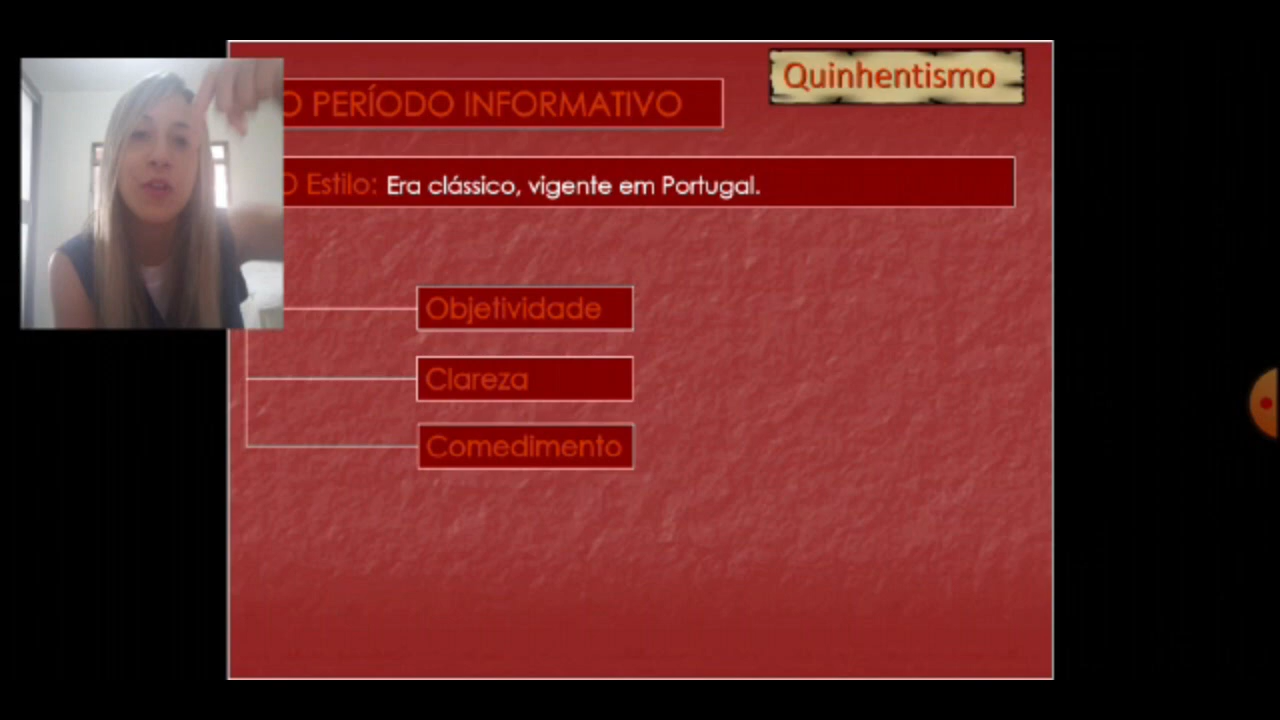 Quinhentismo
O PERÍODO INFORMATIVO
O Estilo: Era clássico, vigente em Portugal.
Objetividade
Clareza
Comedimento